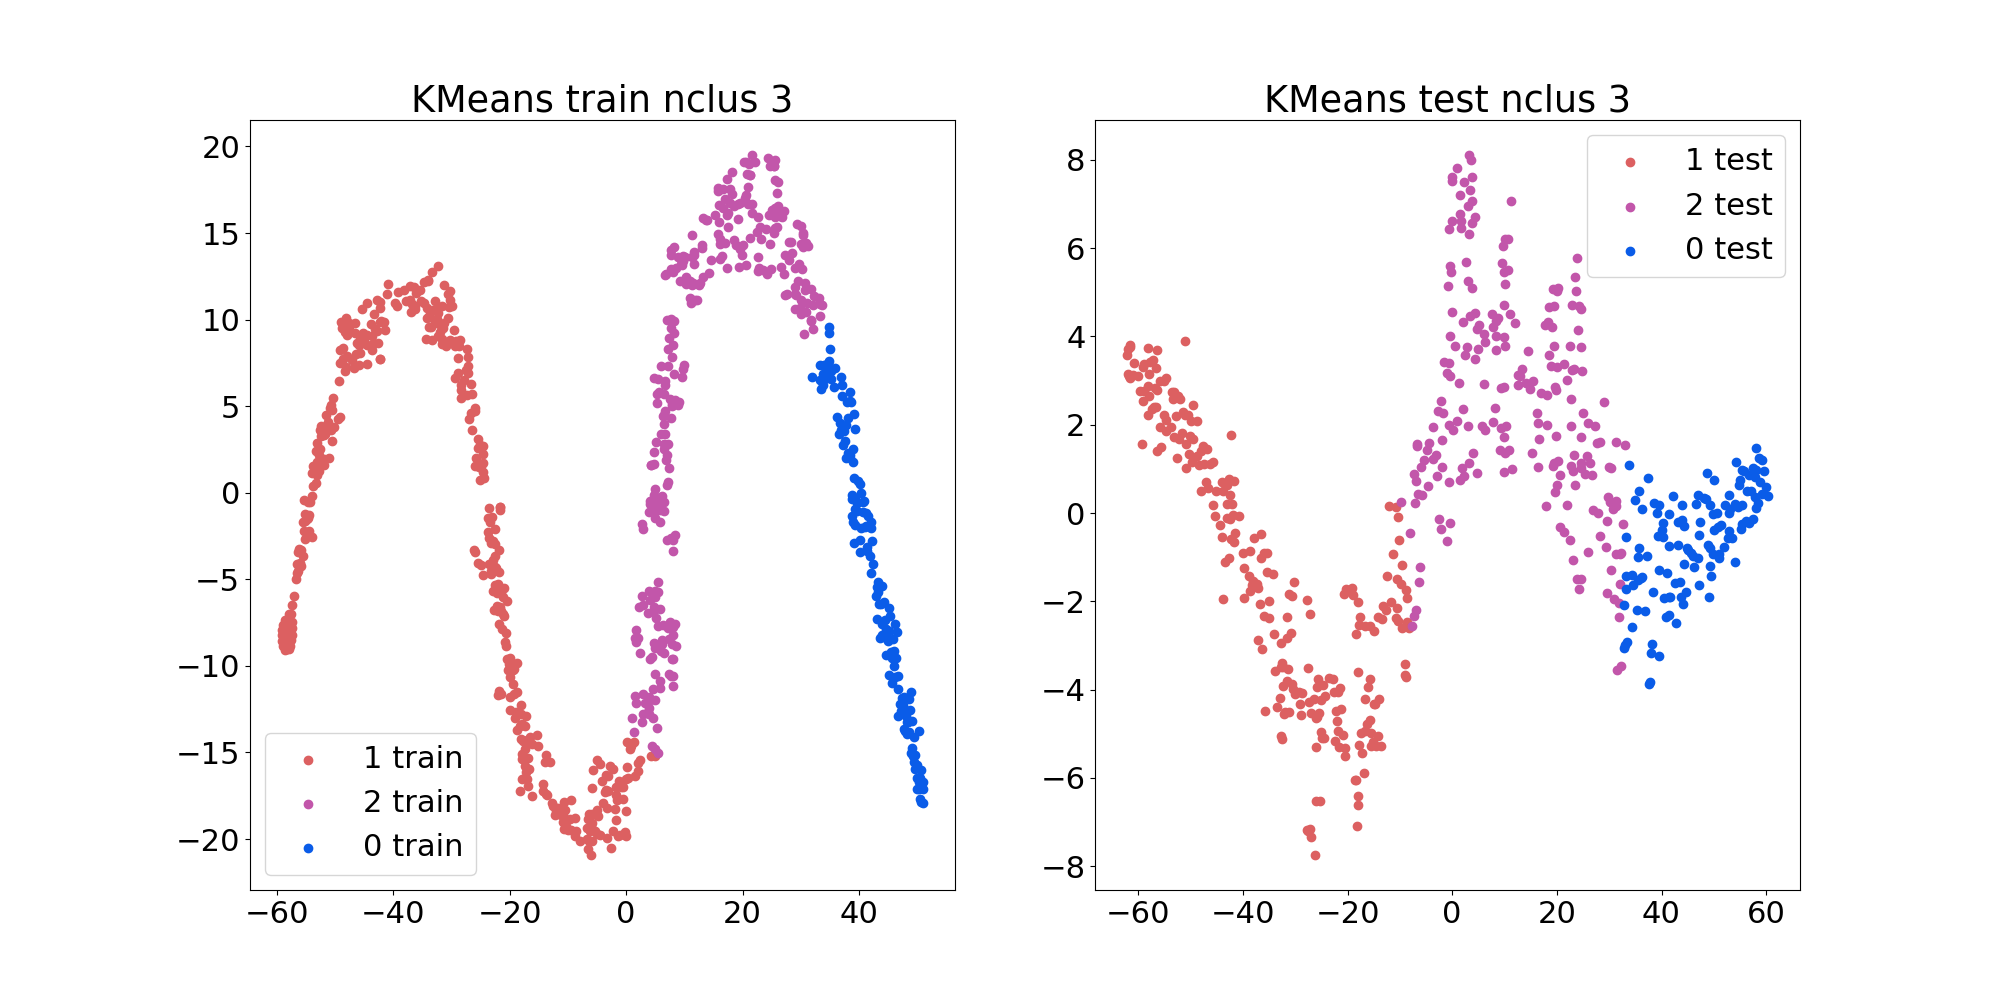 KMeans train nclus 3
20
15
10
5
0
−5
−10
−15
−20
1 train
2 train
0 train
−60 −40 −20 0 20 40
KMeans test nclus 3
8
6
4
2
0
−2
−4
−6
−8
1 test
2 test
0 test
−60 −40 −20 0 20 40 60